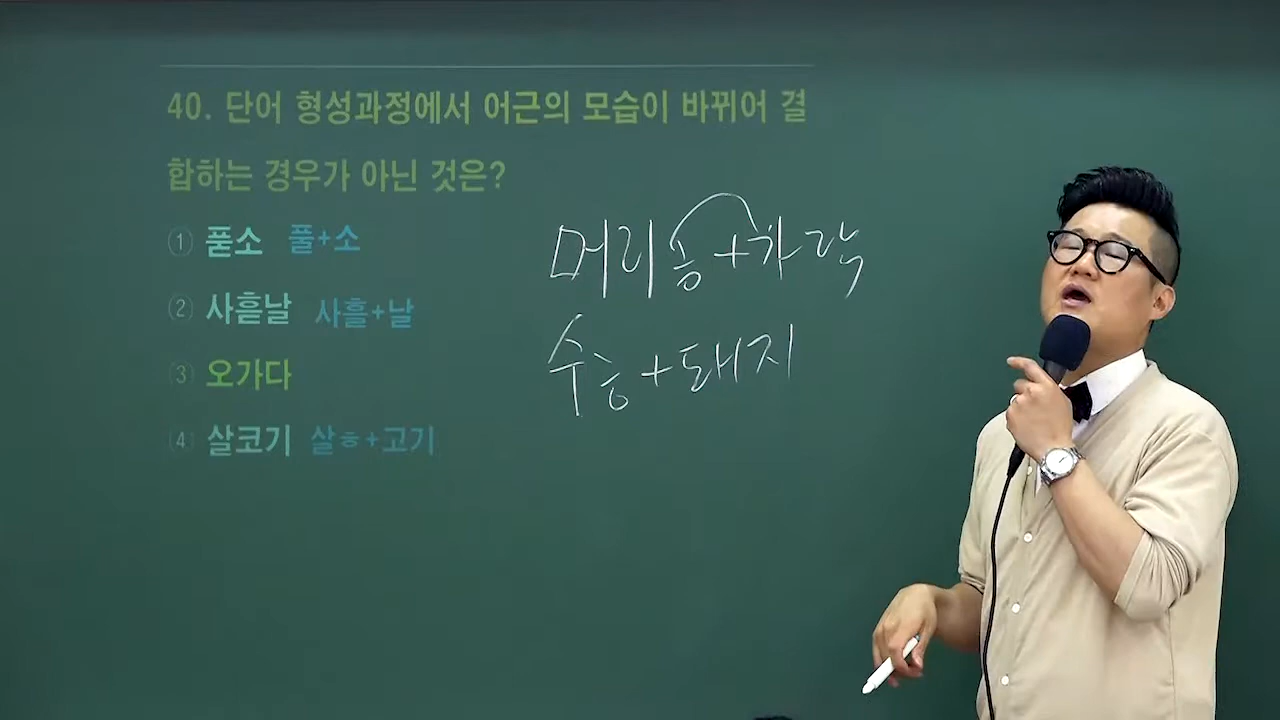 40. 단어 형성과정에서 어근의 모습이 바뀌어 결
합하는 경우가 아닌 것은?
① 푿소 풀+소
② 사흗날 사흘+날
③ 오가다
④ 살코기 살ㅎ+고기
머리ㅎ+가락
수ㅎ+돼지